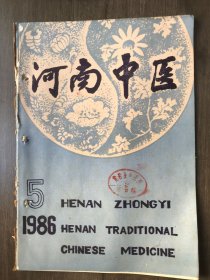 河南中医
5
HENAN ZHONGYI
1986 HENAN TRADITIONAL
CHINESE MEDICINE